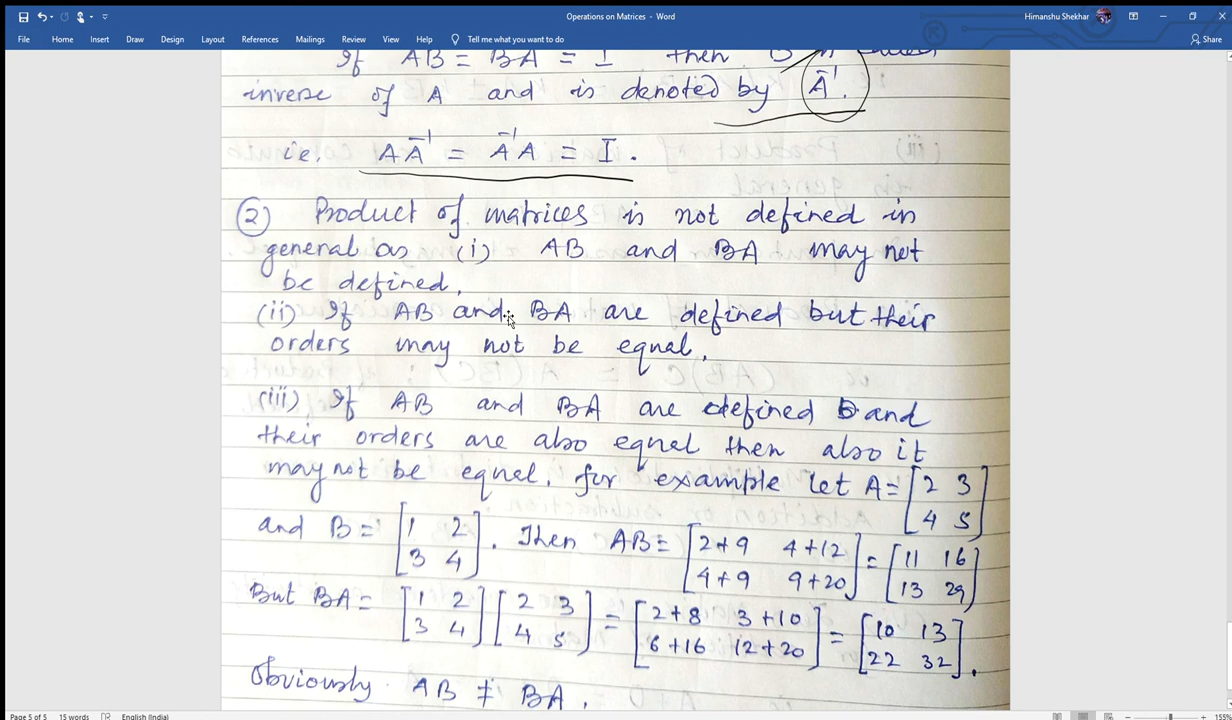 Operations on Matrices - Word
Himanshu Shekhar
File Home Insert Draw Design Layout References Mailings Review View Help Tell me what you want to do Share
If AB = BA = I then B is
inverse of A and is denoted by A⁻¹.
i.e. AA⁻¹ = A⁻¹A = I.
(2) Product of matrices is not defined in
general as (i) AB and BA may not
be defined.
(ii) If AB and BA are defined but their
orders may not be equal.
(iii) If AB and BA are defined and
their orders are also equal then also it
may not be equal. for example let A = [2 3
4 5]
and B = [1 2
3 4]. Then AB = [2+9 4+12
4+9 9+20] = [11 16
13 29]
But BA = [1 2
3 4] [2 3
4 5] = [2+8 3+10
6+16 12+20] = [10 13
22 32].
Obviously AB ≠ BA.
Page 5 of 5 15 words English (India)